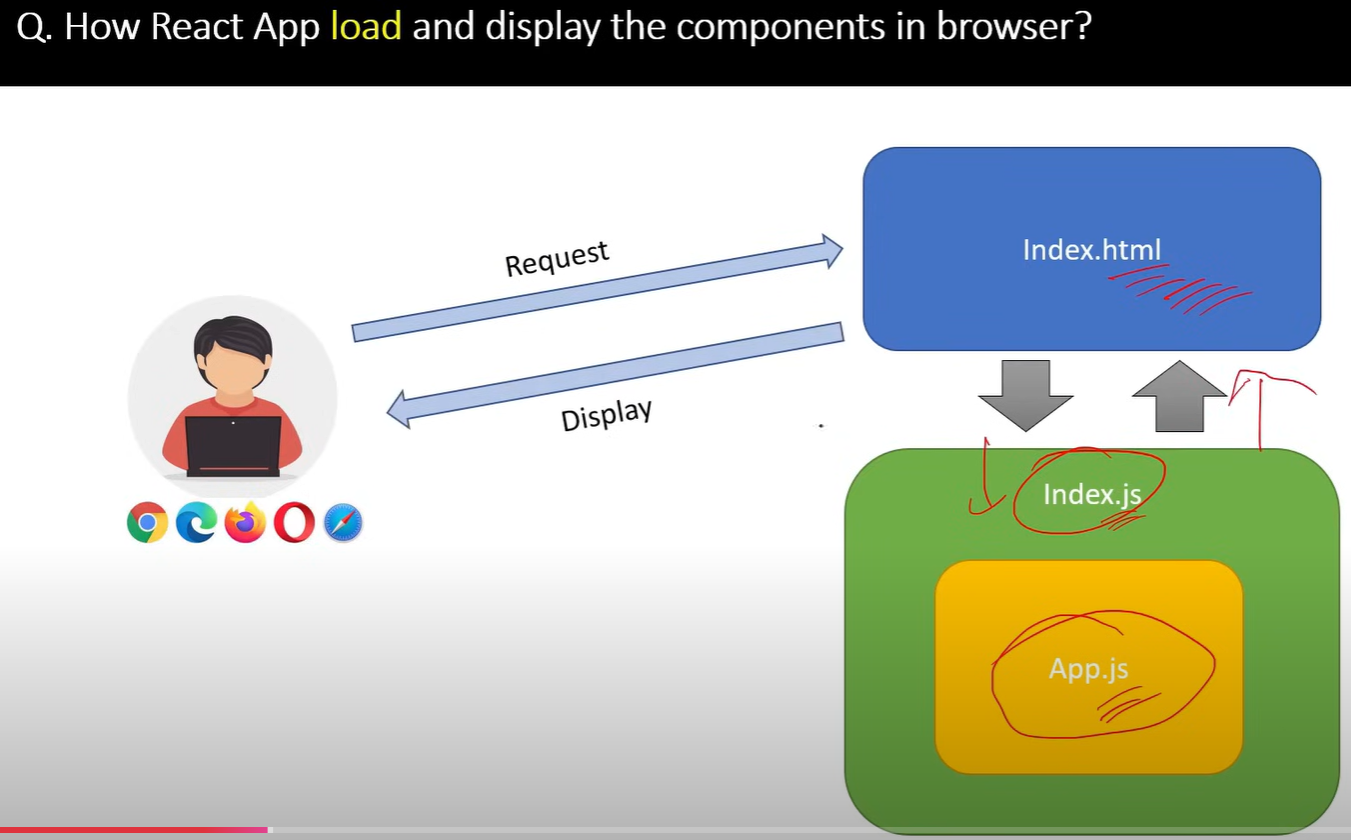 Q. How React App load and display the components in browser?
Index.html
Request
Display
Index.js
App.js